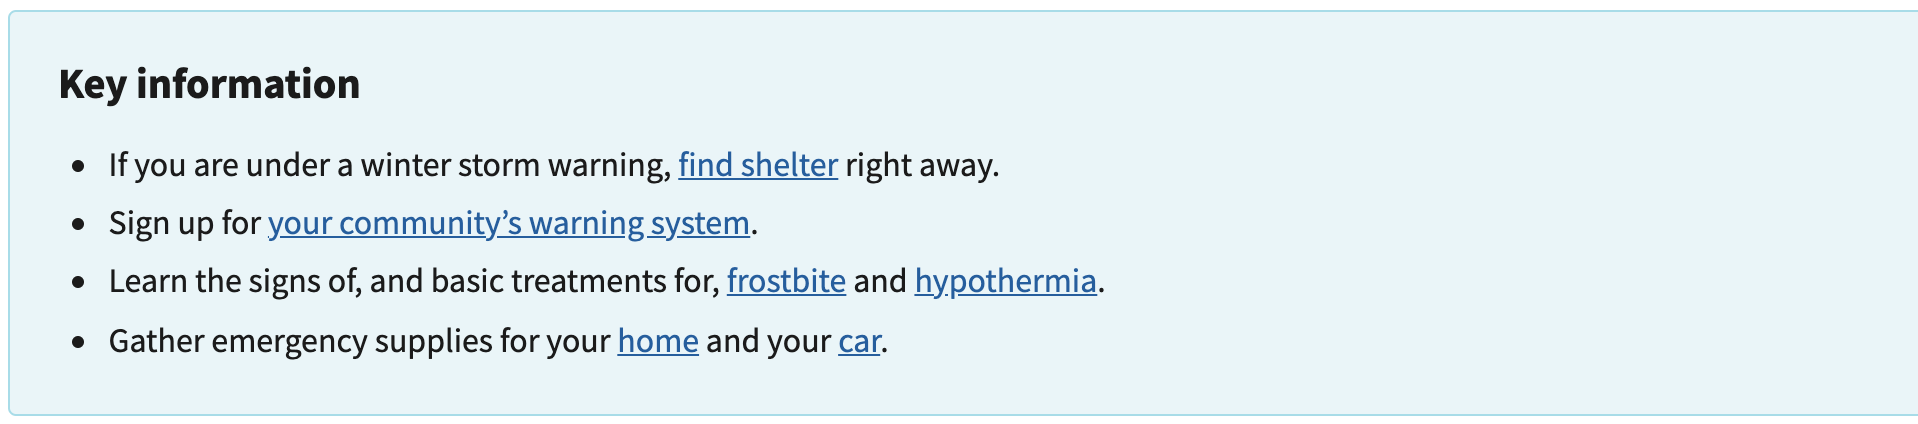 Key information
If you are under a winter storm warning, find shelter right away.
Sign up for your community’s warning system.
Learn the signs of, and basic treatments for, frostbite and hypothermia.
Gather emergency supplies for your home and your car.